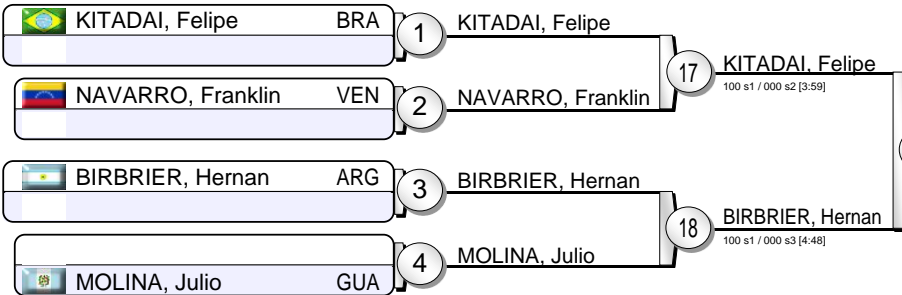 KITADAI, Felipe BRA
1
KITADAI, Felipe
17
KITADAI, Felipe
100 s1 / 000 s2 [3:59]
NAVARRO, Franklin VEN
2
NAVARRO, Franklin
BIRBRIER, Hernan ARG
3
BIRBRIER, Hernan
18
BIRBRIER, Hernan
100 s1 / 000 s3 [4:48]
4
MOLINA, Julio
MOLINA, Julio GUA